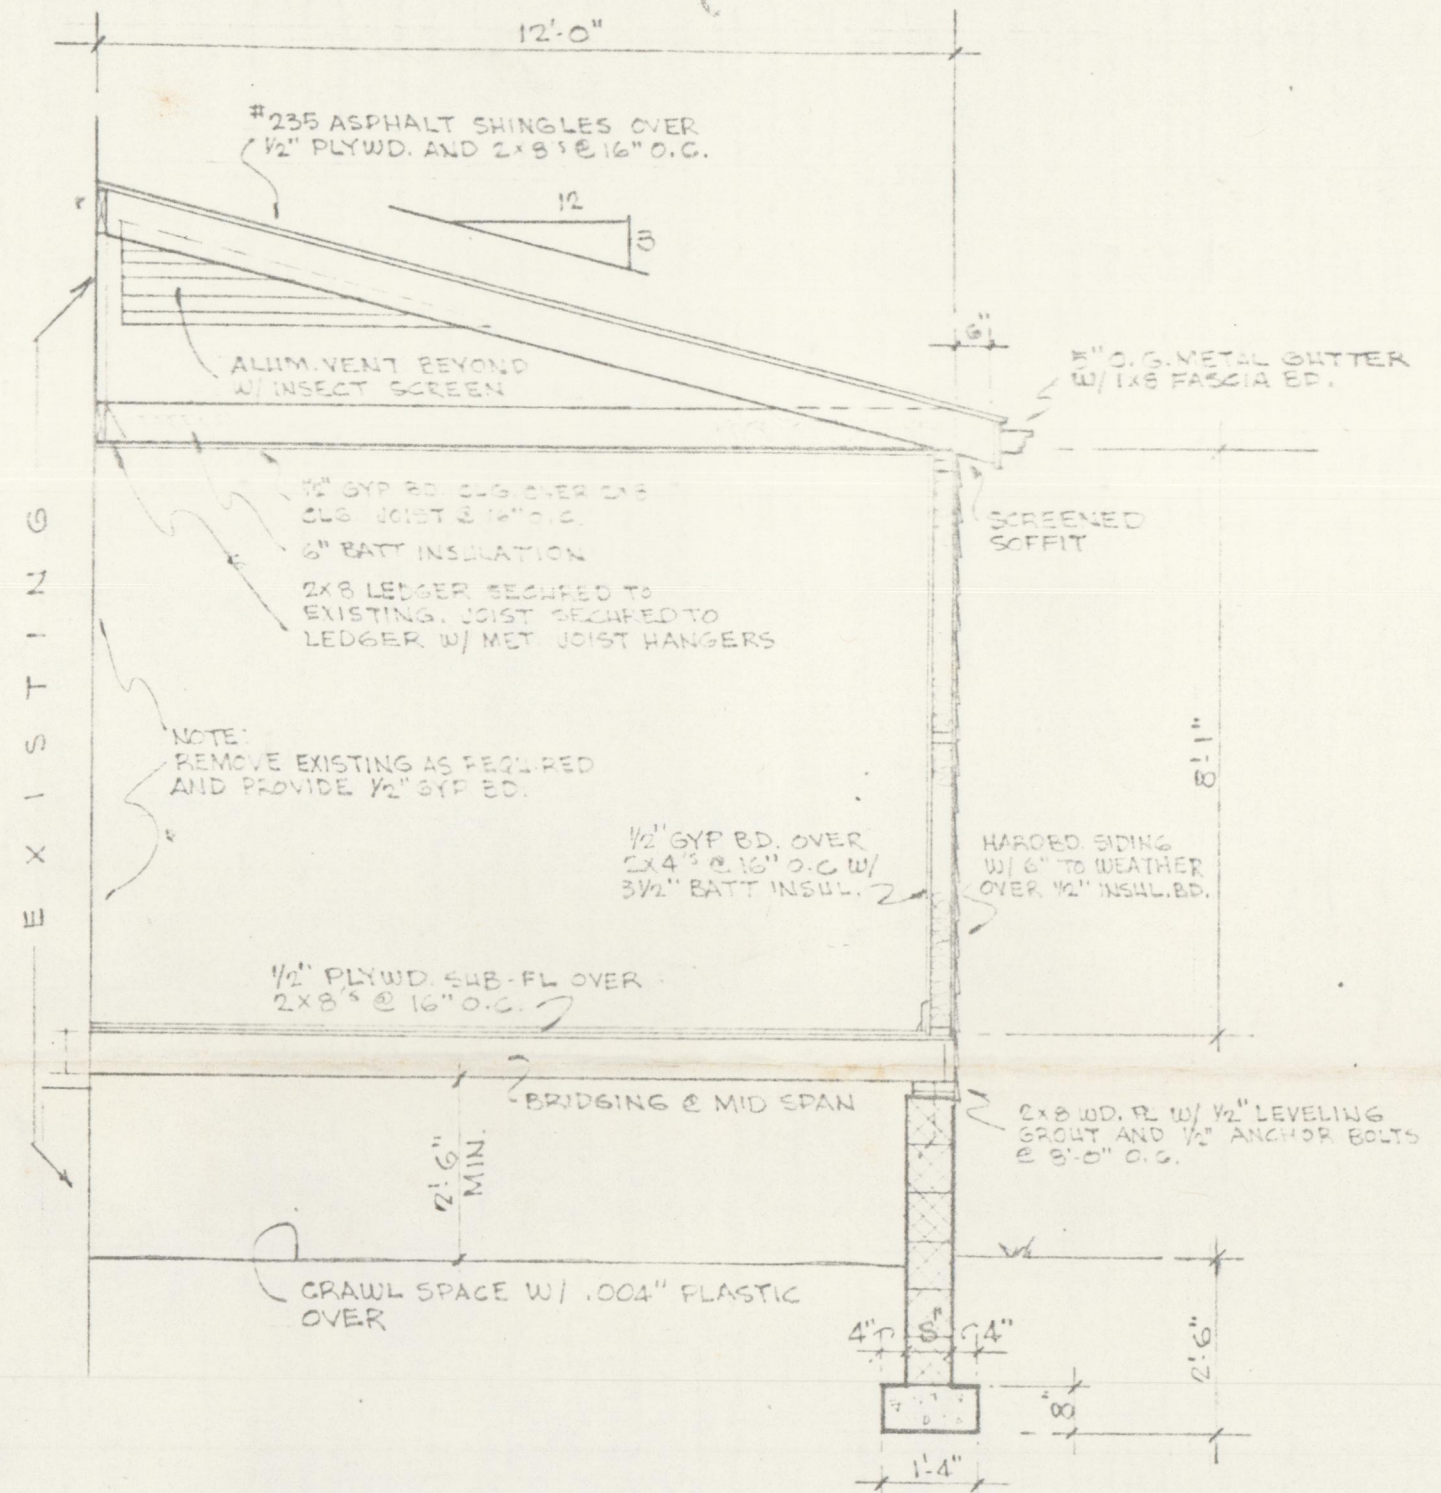 12'-0"
#235 ASPHALT SHINGLES OVER
1/2" PLYWD. AND 2x8'S @ 16" O.C.
12
3
6"
ALUM. VENT BEYOND
W/ INSECT SCREEN
5" O.G. METAL GUTTER
W/ 1x8 FASCIA BD.
1/2" GYP BD. CLG. OVER 2x8
CLG. JOIST @ 16" O.C.
6" BATT INSULATION
2x8 LEDGER SECURED TO
EXISTING. JOIST SECURED TO
LEDGER W/ MET. JOIST HANGERS
SCREENED
SOFFIT
EXISTING
NOTE:
REMOVE EXISTING AS REQUIRED
AND PROVIDE 1/2" GYP BD.
8'-1"
1/2" GYP BD. OVER
2x4'S @ 16" O.C W/
3 1/2" BATT INSUL.
HARDBD. SIDING
W/ 6" TO WEATHER
OVER 1/2" INSUL. BD.
1/2" PLYWD. SUB-FL OVER
2x8'S @ 16" O.C.
BRIDGING @ MID SPAN
2x8 WD. PL W/ 1/2" LEVELING
GROUT AND 1/2" ANCHOR BOLTS
@ 8'-0" O.C.
2'-6"
MIN.
CRAWL SPACE W/ .004" PLASTIC
OVER
4" 8" 4"
2'-6"
8"
1'-4"